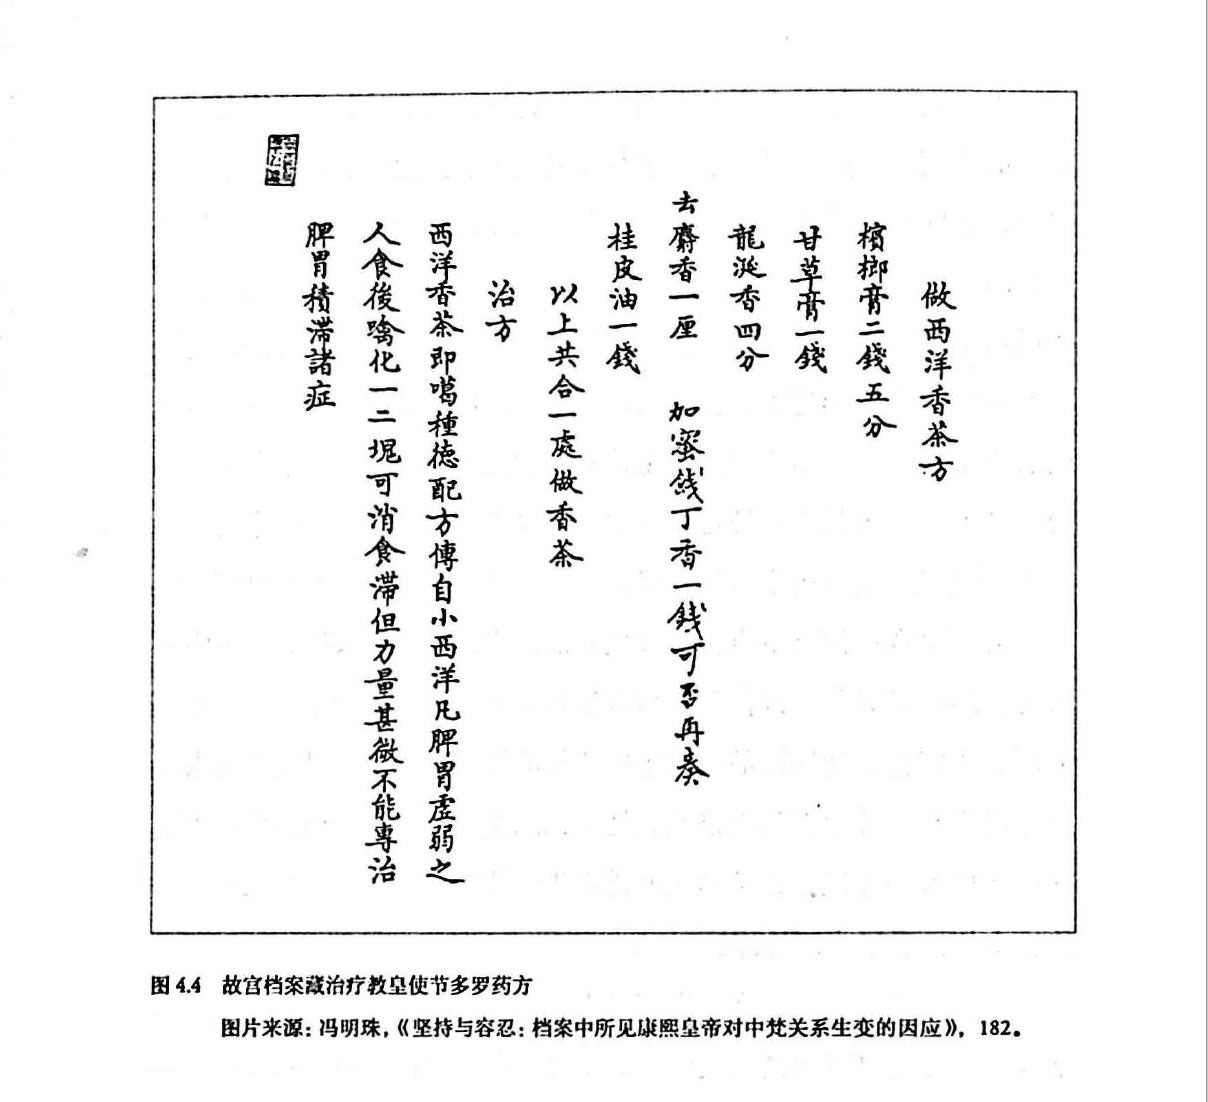 做西洋香茶方
檳榔膏二錢五分
甘草膏一錢
龍涎香四分
去麝香一厘 加蜜餞丁香一錢可否再奏
桂皮油一錢
以上共合一處做香茶
治方
西洋香茶即噶種德配方傳自小西洋凡脾胃虛弱之
人食後噙化一二塊可消食滯但力量甚微不能專治
脾胃積滯諸症
图 4.4 故宫档案藏治疗教皇使节多罗药方
图片来源：冯明珠，《坚持与容忍：档案中所见康熙皇帝对中梵关系生变的因应》，182。